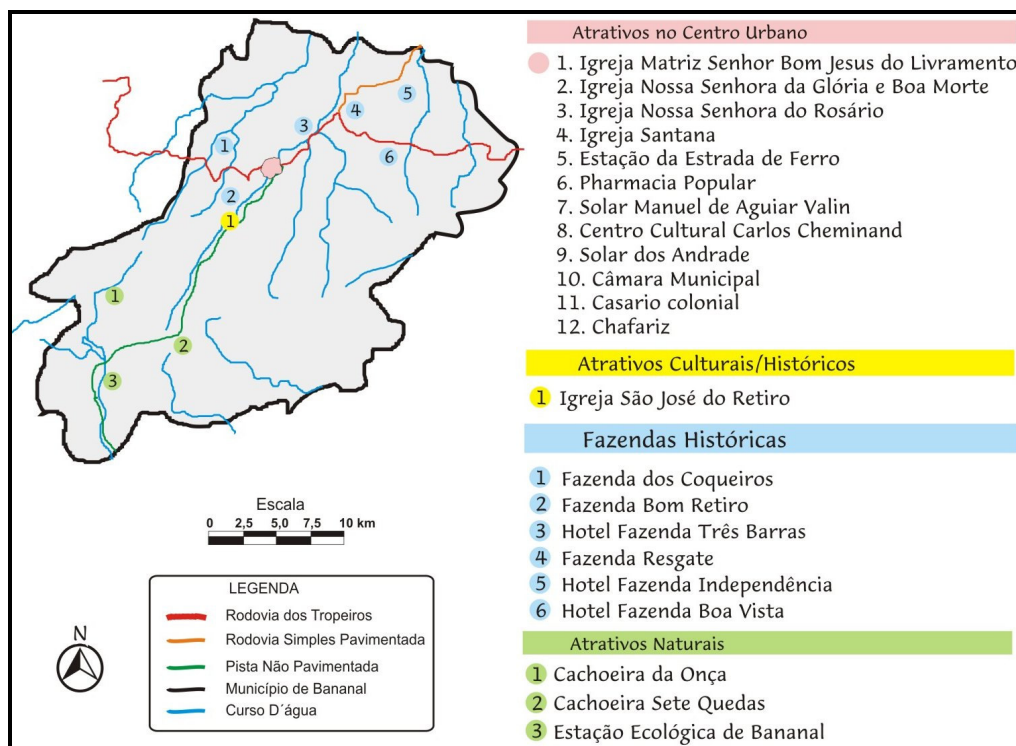 Atrativos no Centro Urbano
1. Igreja Matriz Senhor Bom Jesus do Livramento
2. Igreja Nossa Senhora da Glória e Boa Morte
3. Igreja Nossa Senhora do Rosário
4. Igreja Santana
5. Estação da Estrada de Ferro
6. Pharmacia Popular
7. Solar Manuel de Aguiar Valin
8. Centro Cultural Carlos Cheminand
9. Solar dos Andrade
10. Câmara Municipal
11. Casario colonial
12. Chafariz
Atrativos Culturais/Históricos
1 Igreja São José do Retiro
Fazendas Históricas
1 Fazenda dos Coqueiros
2 Fazenda Bom Retiro
3 Hotel Fazenda Três Barras
4 Fazenda Resgate
5 Hotel Fazenda Independência
6 Hotel Fazenda Boa Vista
Atrativos Naturais
1 Cachoeira da Onça
2 Cachoeira Sete Quedas
3 Estação Ecológica de Bananal
5
4
3
1
6
2
1
1
2
3
Escala
0 2,5 5,0 7,5 10 km
LEGENDA
Rodovia dos Tropeiros
Rodovia Simples Pavimentada
Pista Não Pavimentada
Município de Bananal
Curso D´água
N